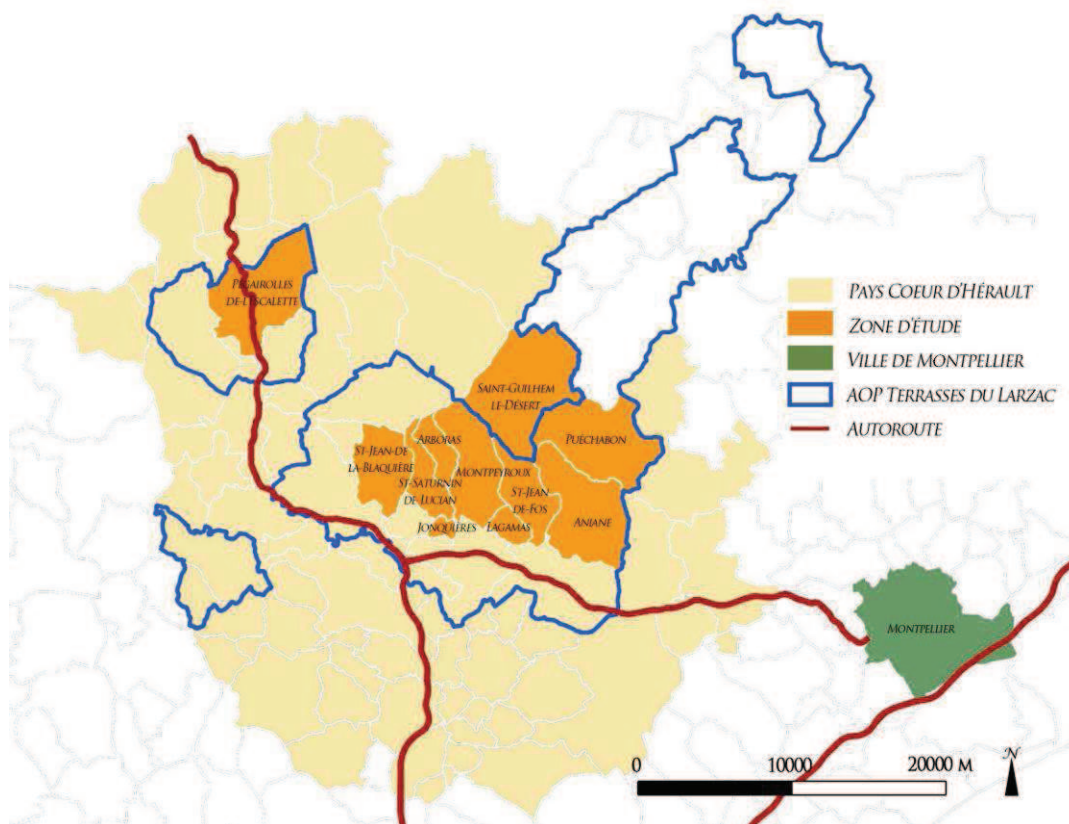 PÉGAIROLLES
DE-L'ESCALETTE
SAINT-GUILHEM
LE-DÉSERT
PUÉCHABON
ARBORAS
ST-JEAN-DE
LA-BLAQUIÈRE
MONTPEYROUX
ST-SATURNIN
DE-LUCIAN
ST-JEAN
DE-FOS
JONQUIÈRES
LAGAMAS
ANIANE
MONTPELLIER
PAYS COEUR D'HÉRAULT
ZONE D'ÉTUDE
VILLE DE MONTPELLIER
AOP TERRASSES DU LARZAC
AUTOROUTE
0 10000 20000 M
N